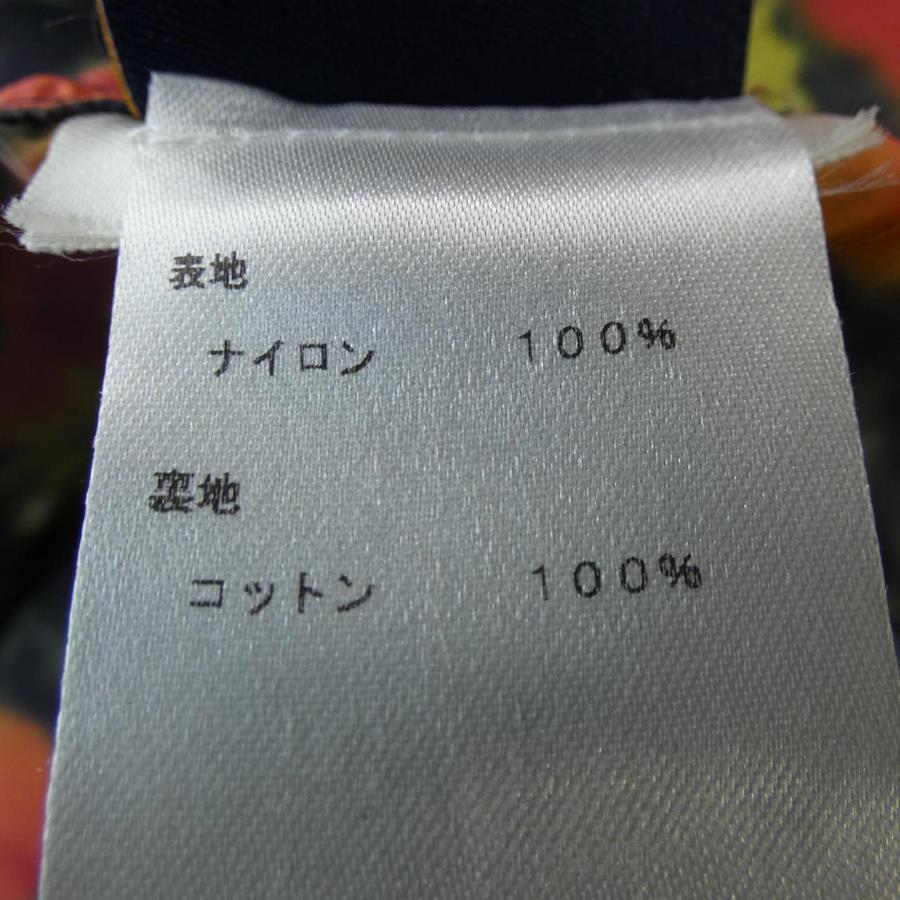 表地
ナイロン １００％
裏地
コットン １００％